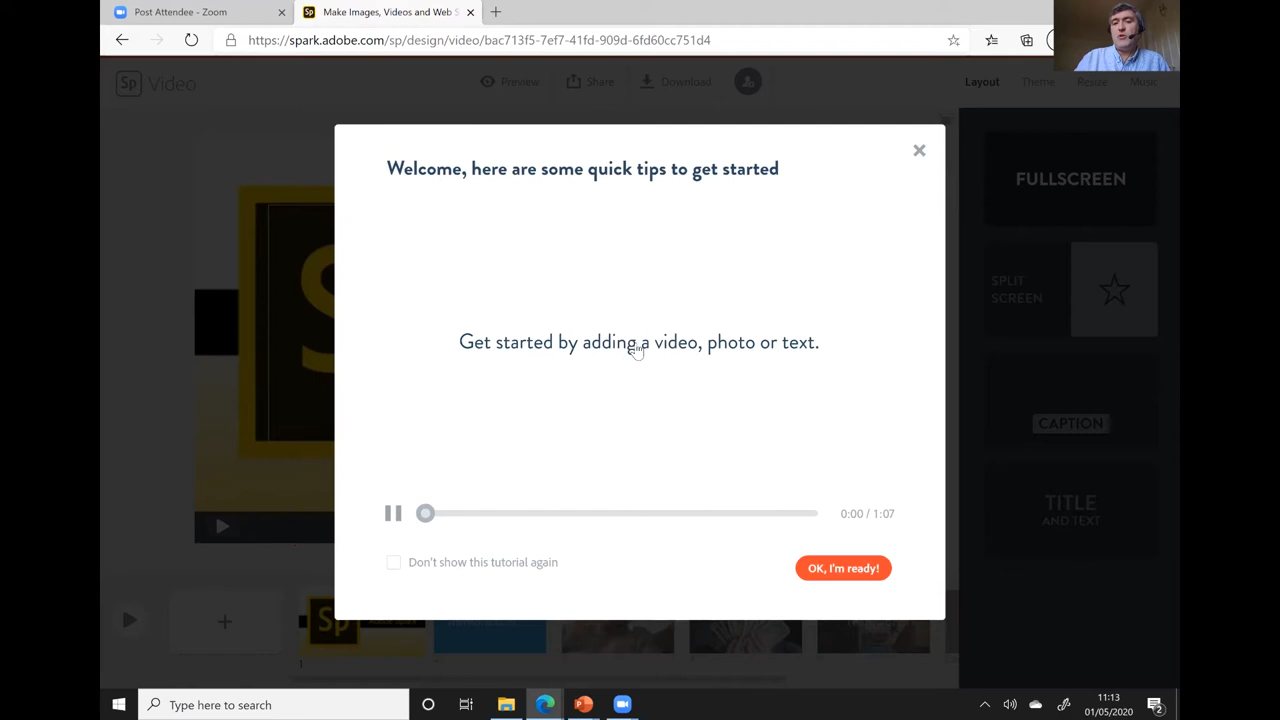 Post Attendee - Zoom
Make Images, Videos and Web S
https://spark.adobe.com/sp/design/video/bac713f5-7ef7-41fd-909d-6fd60cc751d4
Sp Video
Preview
Share
Download
Layout
Theme
Resize
Music
Welcome, here are some quick tips to get started
FULLSCREEN
SPLIT
SCREEN
Get started by adding a video, photo or text.
CAPTION
TITLE
AND TEXT
0:00 / 1:07
Don't show this tutorial again
OK, I'm ready!
Sp
1
Type here to search
11:13
01/05/2020
2